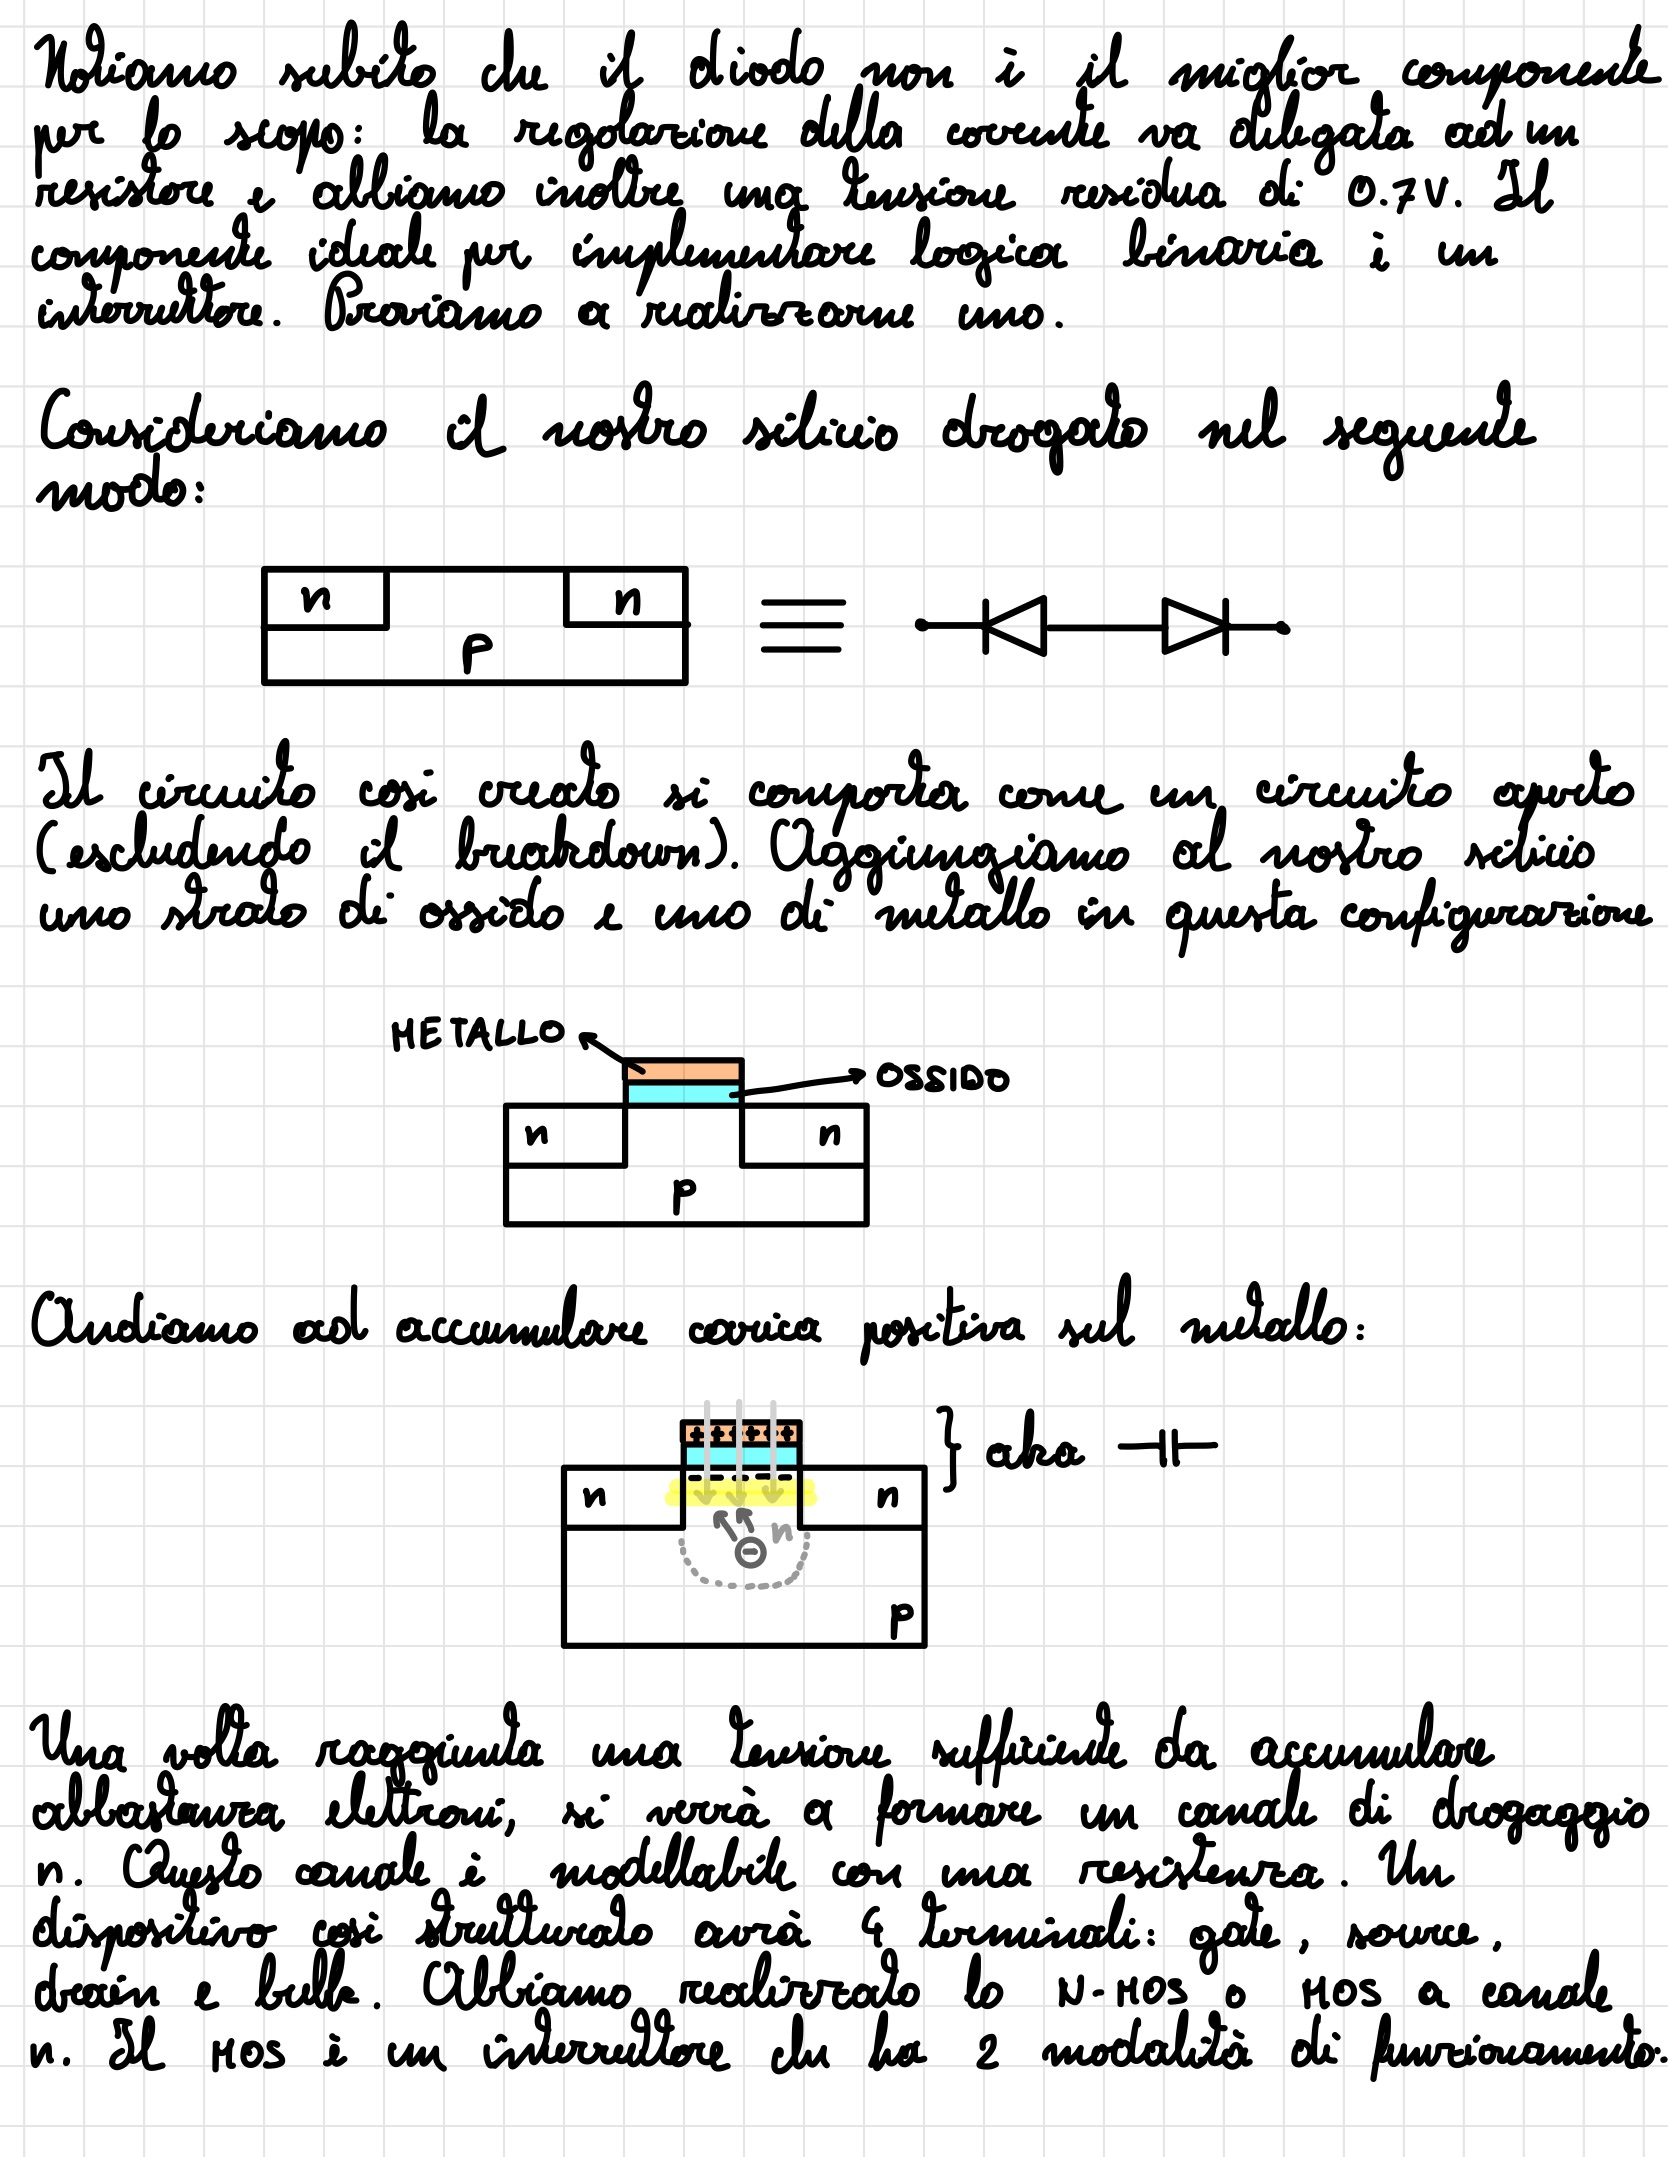 Notiamo subito che il diodo non è il miglior componente
per lo scopo: la regolazione della corrente va delegata ad un
resistore e abbiamo inoltre una tensione residua di 0.7V. Il
componente ideale per implementare logica binaria è un
interruttore. Proviamo a realizzarne uno.
Consideriamo il nostro silicio drogato nel seguente
modo:
n n
p
Il circuito così creato si comporta come un circuito aperto
(escludendo il breakdown). Aggiungiamo al nostro silicio
uno strato di ossido e uno di metallo in questa configurazione
METALLO
OSSIDO
n n
p
Andiamo ad accumulare carica positiva sul metallo:
+ + + + + +
} aka
n n
n
p
Una volta raggiunta una tensione sufficiente da accumulare
abbastanza elettroni, si verrà a formare un canale di drogaggio
n. Questo canale è modellabile con una resistenza. Un
dispositivo così strutturato avrà 4 terminali: gate, source,
drain e bulk. Abbiamo realizzato lo N-MOS o MOS a canale
n. Il MOS è un interruttore che ha 2 modalità di funzionamento: